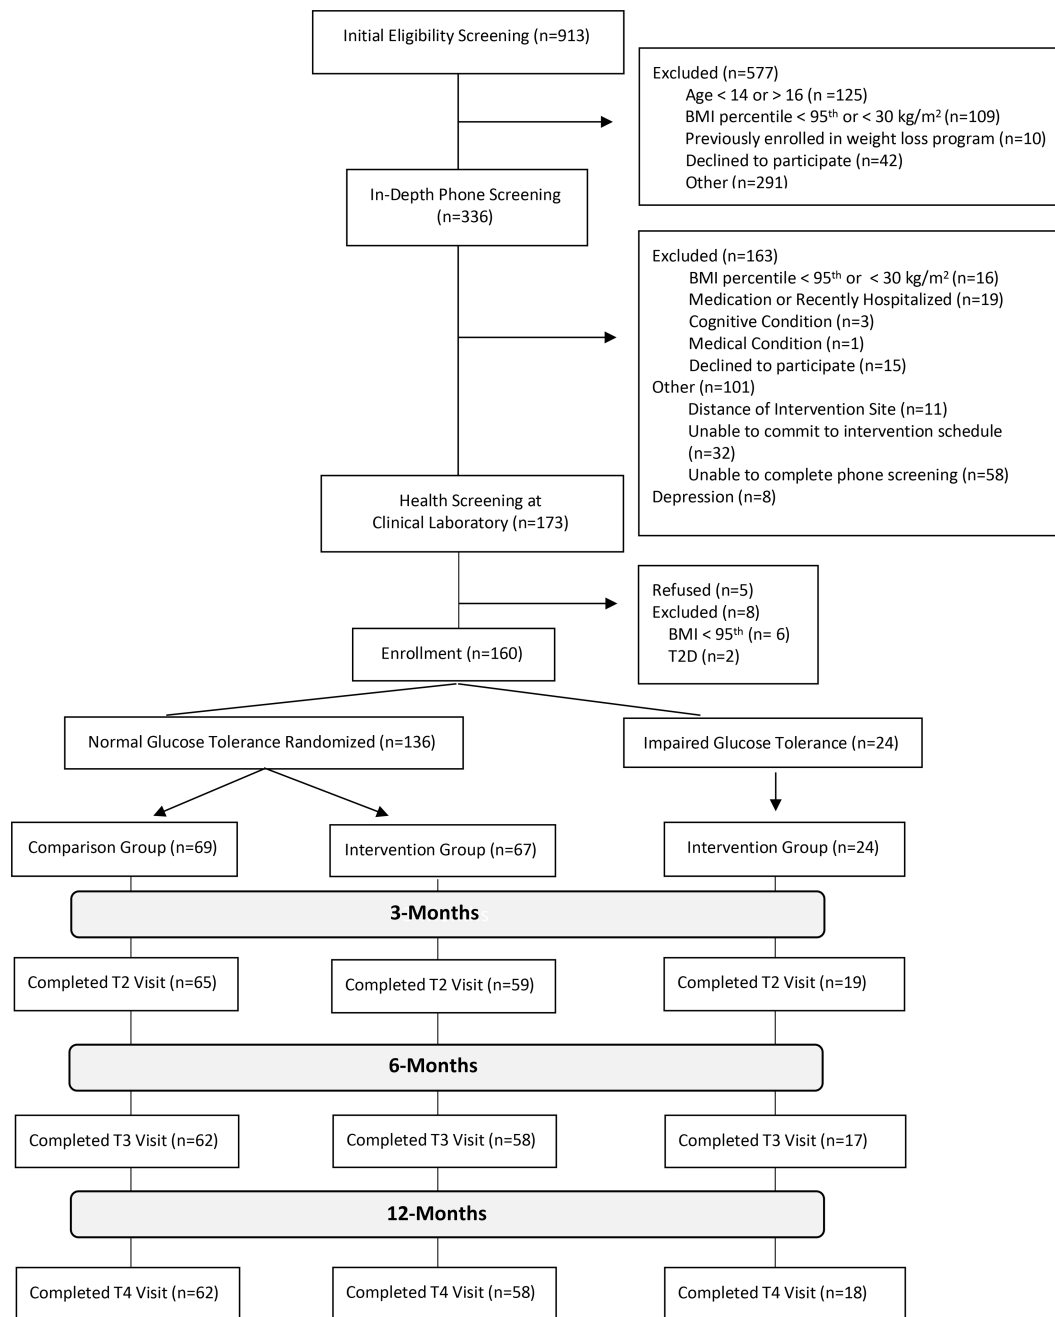 Initial Eligibility Screening (n=913)
Excluded (n=577)
Age < 14 or > 16 (n =125)
BMI percentile < 95th or < 30 kg/m2 (n=109)
Previously enrolled in weight loss program (n=10)
Declined to participate (n=42)
Other (n=291)
In-Depth Phone Screening
(n=336)
Excluded (n=163)
BMI percentile < 95th or < 30 kg/m2 (n=16)
Medication or Recently Hospitalized (n=19)
Cognitive Condition (n=3)
Medical Condition (n=1)
Declined to participate (n=15)
Other (n=101)
Distance of Intervention Site (n=11)
Unable to commit to intervention schedule
(n=32)
Unable to complete phone screening (n=58)
Depression (n=8)
Health Screening at
Clinical Laboratory (n=173)
Refused (n=5)
Excluded (n=8)
BMI < 95th (n= 6)
T2D (n=2)
Enrollment (n=160)
Normal Glucose Tolerance Randomized (n=136)
Impaired Glucose Tolerance (n=24)
Comparison Group (n=69)
Intervention Group (n=67)
Intervention Group (n=24)
3-Months
Completed T2 Visit (n=65)
Completed T2 Visit (n=59)
Completed T2 Visit (n=19)
6-Months
Completed T3 Visit (n=62)
Completed T3 Visit (n=58)
Completed T3 Visit (n=17)
12-Months
Completed T4 Visit (n=62)
Completed T4 Visit (n=58)
Completed T4 Visit (n=18)